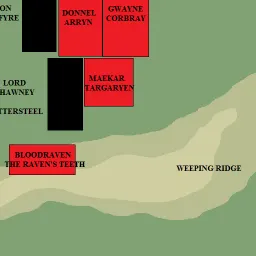 ON
FYRE
DONNEL
ARRYN
GWAYNE
CORBRAY
LORD
HAWNEY
MAEKAR
TARGARYEN
TTERSTEEL
BLOODRAVEN
THE RAVEN'S TEETH
WEEPING RIDGE